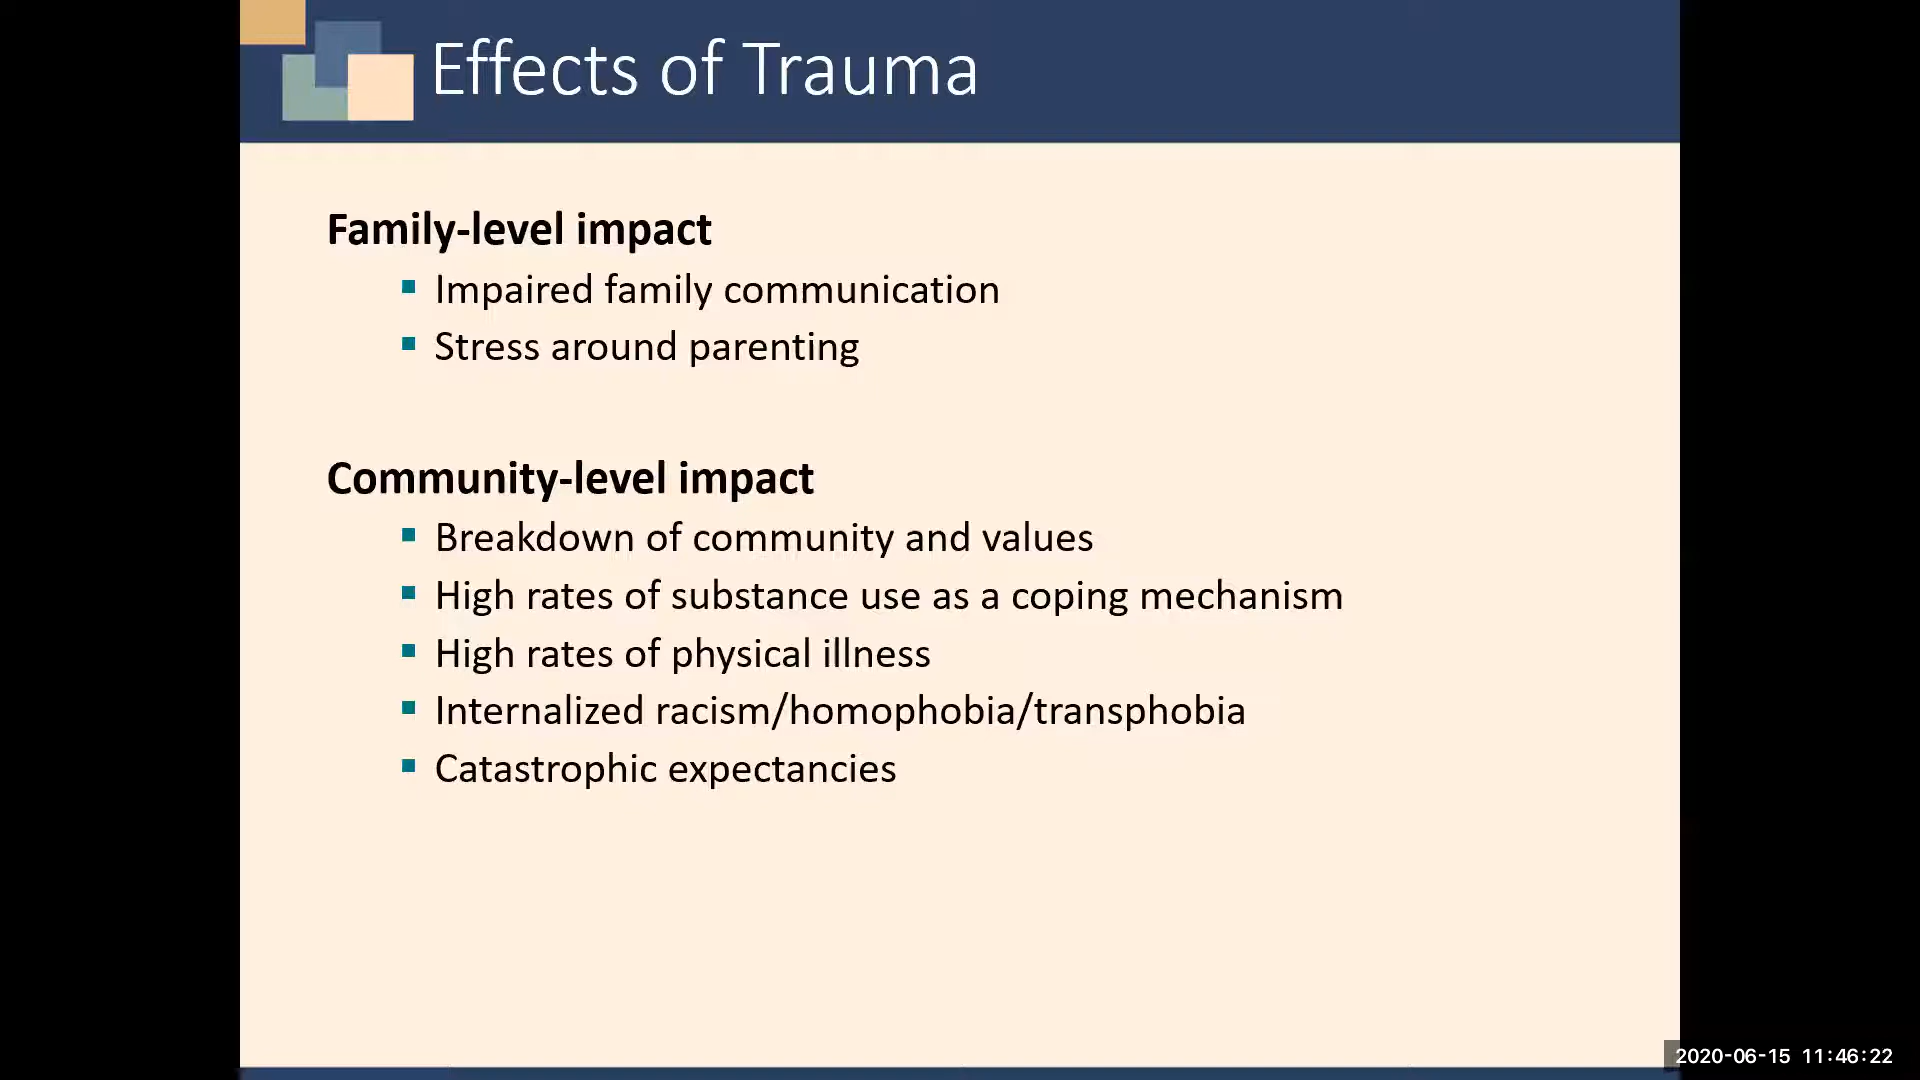 Effects of Trauma
Family-level impact
▪ Impaired family communication
▪ Stress around parenting
Community-level impact
▪ Breakdown of community and values
▪ High rates of substance use as a coping mechanism
▪ High rates of physical illness
▪ Internalized racism/homophobia/transphobia
▪ Catastrophic expectancies
2020-06-15 11:46:22